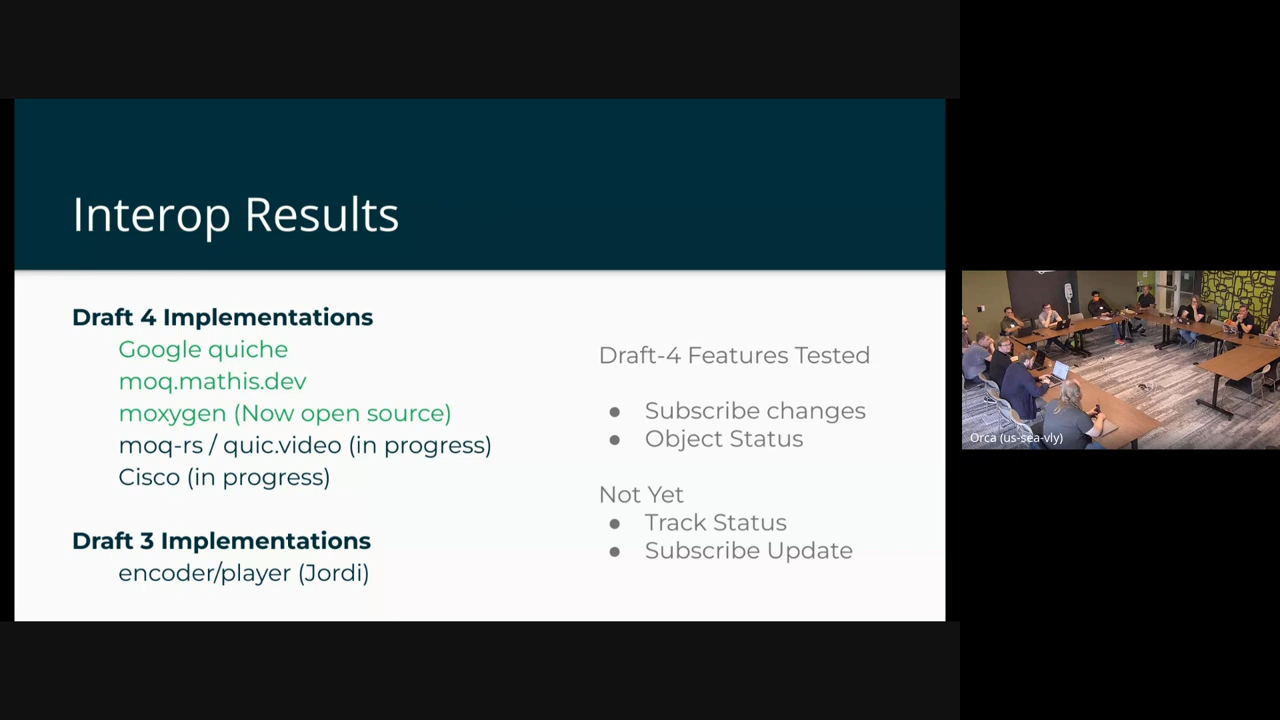 Interop Results
Draft 4 Implementations
Google quiche
moq.mathis.dev
moxygen (Now open source)
moq-rs / quic.video (in progress)
Cisco (in progress)
Draft 3 Implementations
encoder/player (Jordi)
Draft-4 Features Tested
● Subscribe changes
● Object Status
Not Yet
● Track Status
● Subscribe Update
Orca (us-sea-vly)